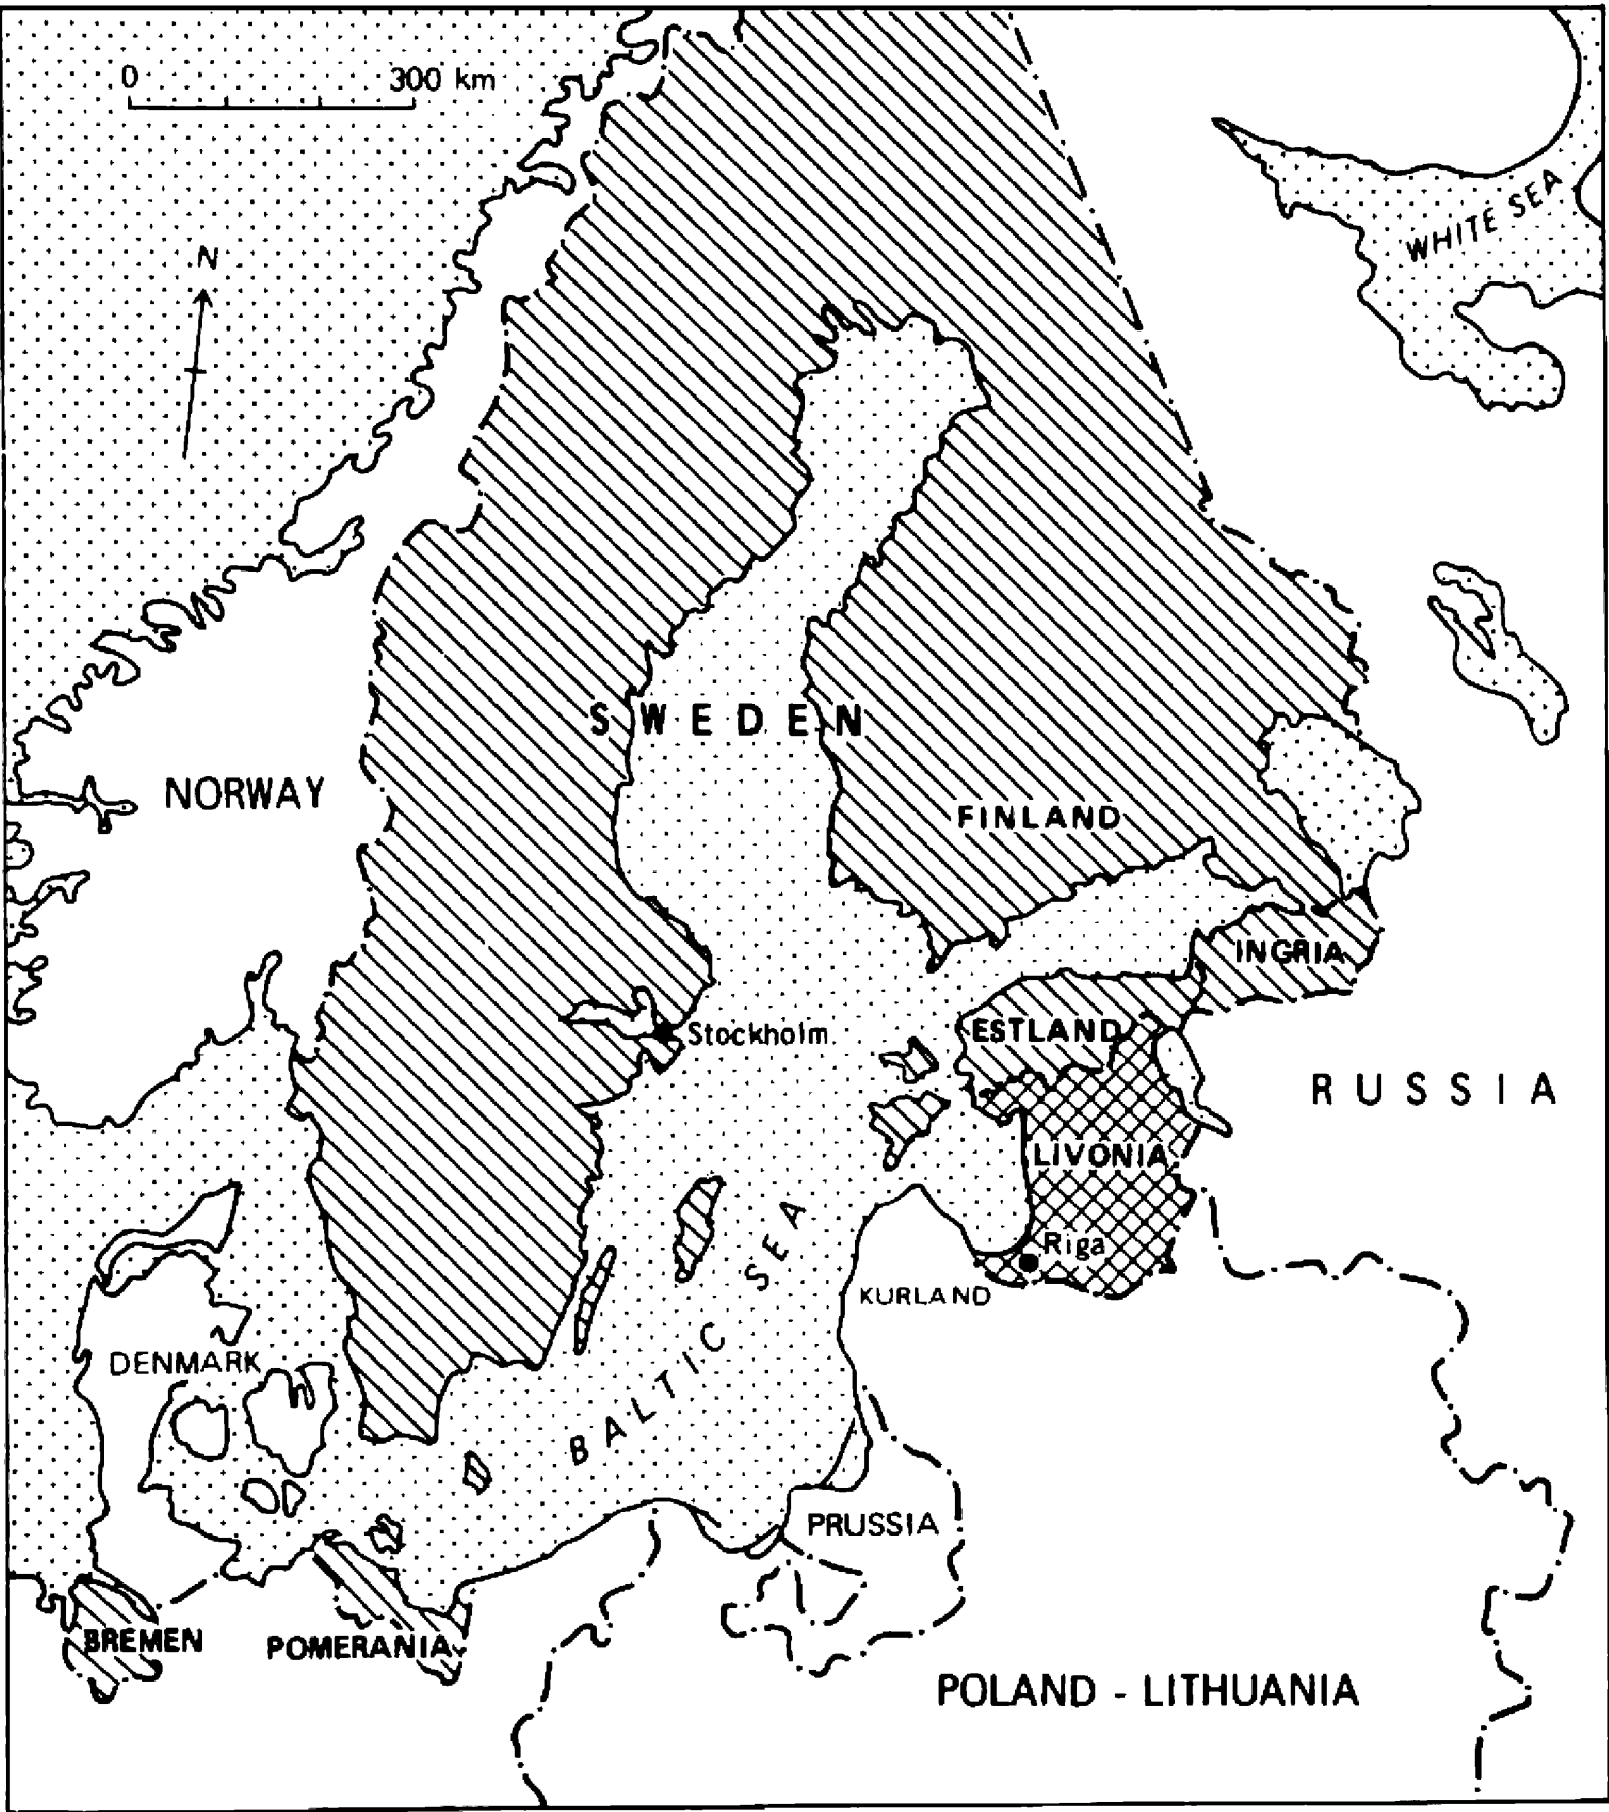 0 300 km
N
WHITE SEA
SWEDEN
NORWAY
FINLAND
INGRIA
Stockholm
ESTLAND
RUSSIA
LIVONIA
Riga
KURLAND
DENMARK
BALTIC SEA
PRUSSIA
BREMEN
POMERANIA
POLAND - LITHUANIA